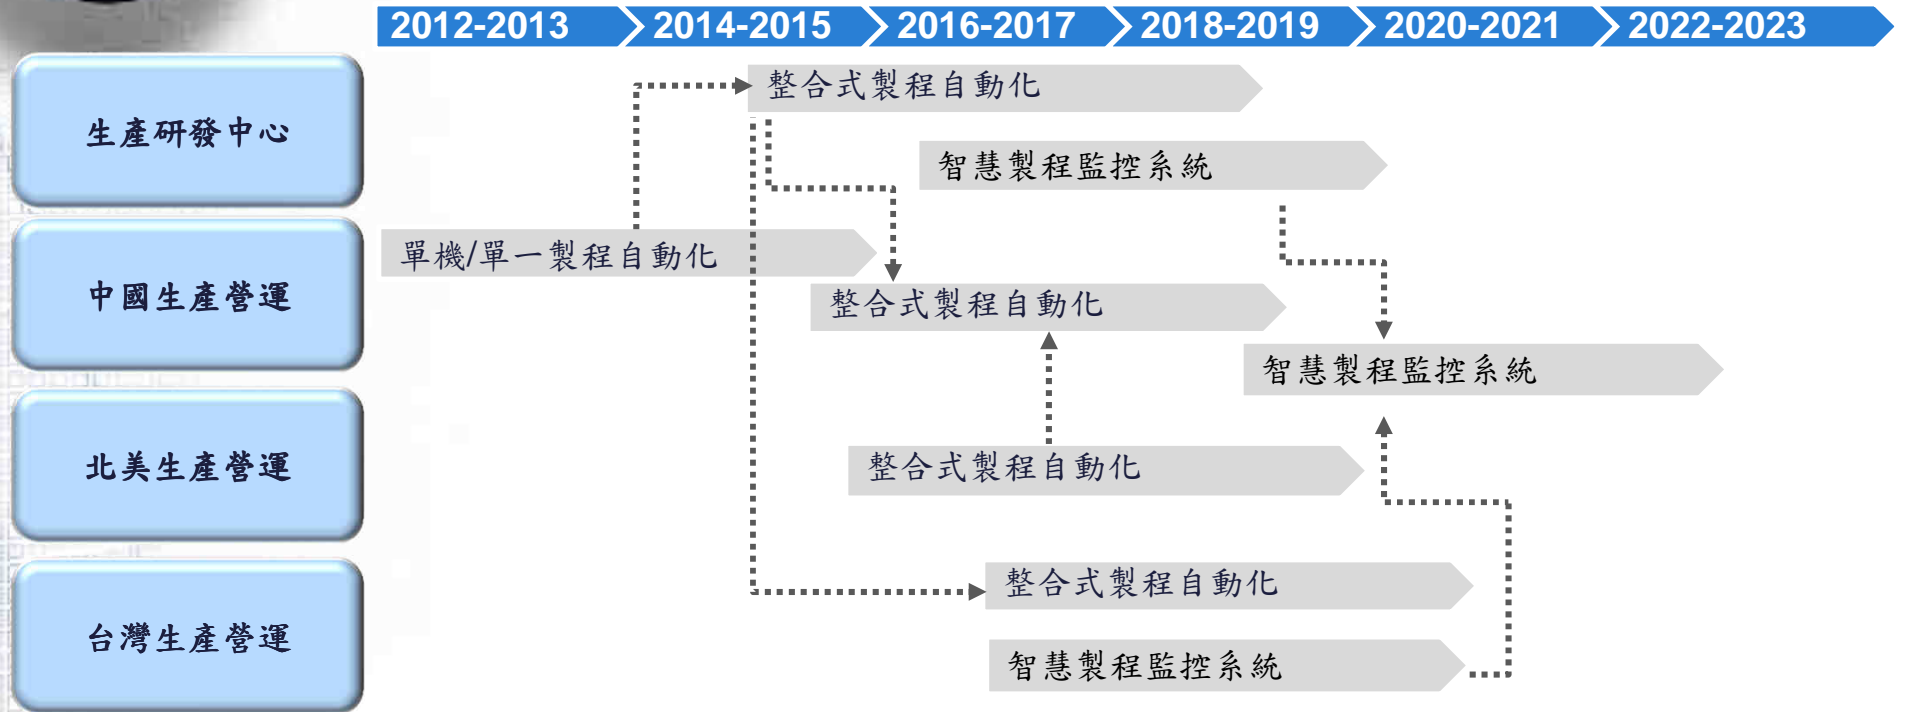 2012-2013
2014-2015
2016-2017
2018-2019
2020-2021
2022-2023
生產研發中心
整合式製程自動化
智慧製程監控系統
中國生產營運
單機/單一製程自動化
整合式製程自動化
智慧製程監控系統
北美生產營運
整合式製程自動化
台灣生產營運
整合式製程自動化
智慧製程監控系統